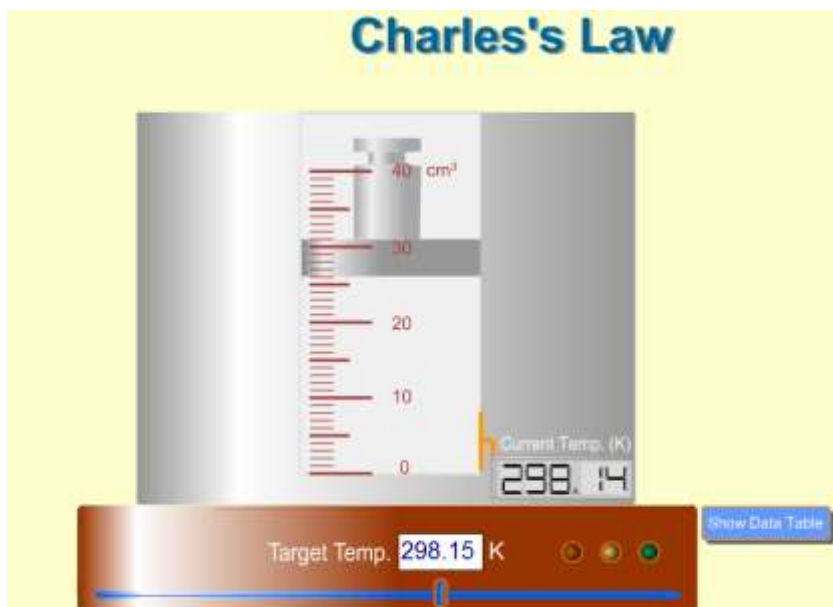 Charles's Law
40 cm³
30
20
10
0
Current Temp. (K)
298.14
Show Data Table
Target Temp. 298.15 K